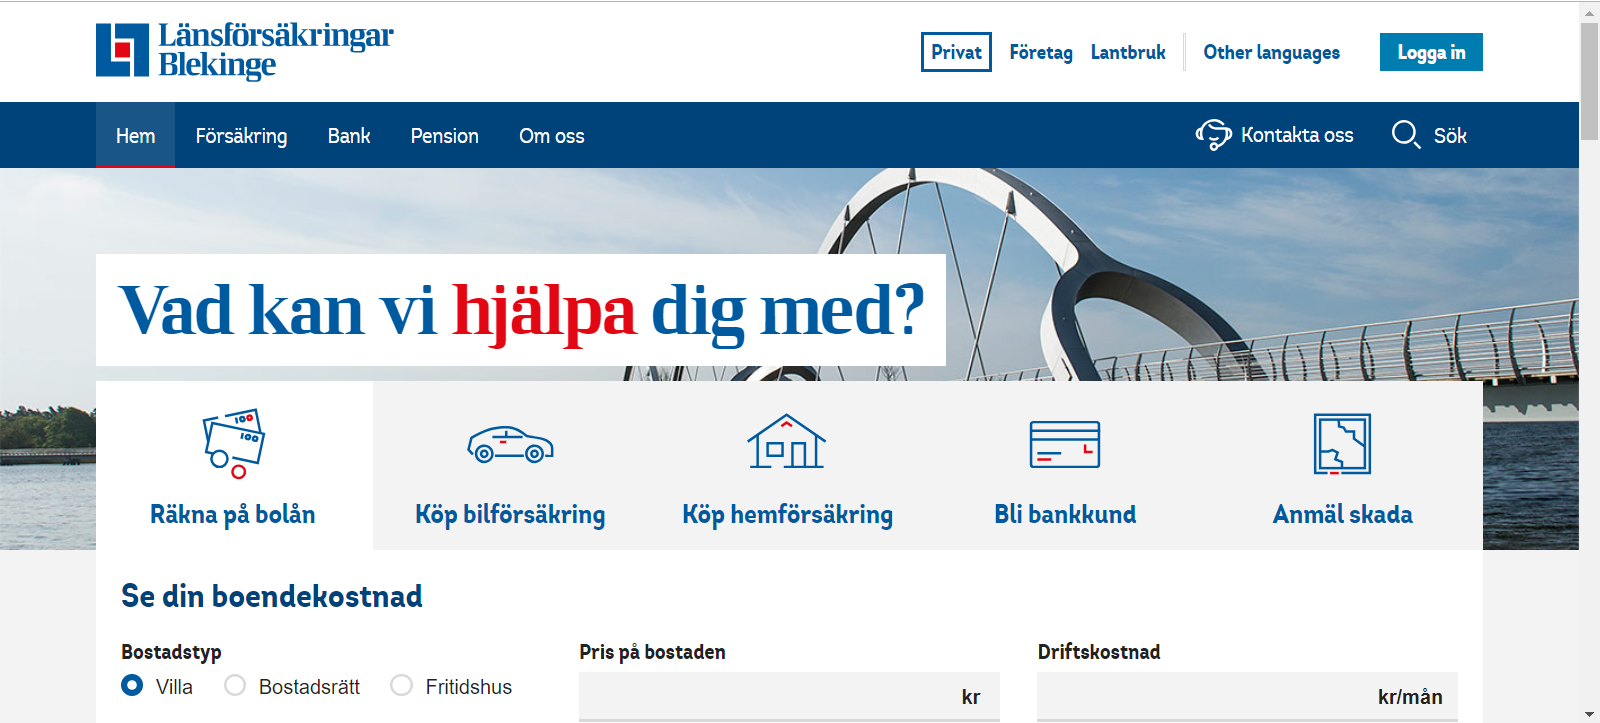 Länsförsäkringar
Blekinge
Privat Företag Lantbruk Other languages Logga in
Hem Försäkring Bank Pension Om oss Kontakta oss Sök
Vad kan vi hjälpa dig med?
100
100
Räkna på bolån Köp bilförsäkring Köp hemförsäkring Bli bankkund Anmäl skada
Se din boendekostnad
Bostadstyp Pris på bostaden Driftskostnad
Villa Bostadsrätt Fritidshus kr kr/mån